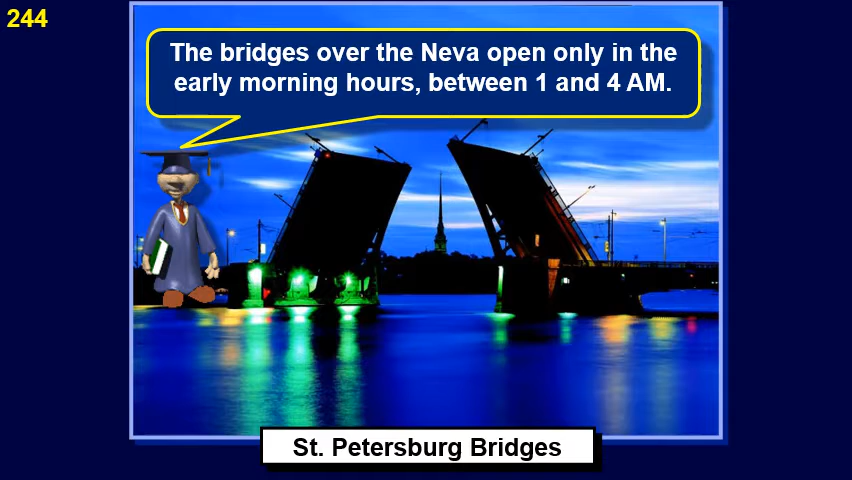 244
The bridges over the Neva open only in the
early morning hours, between 1 and 4 AM.
St. Petersburg Bridges